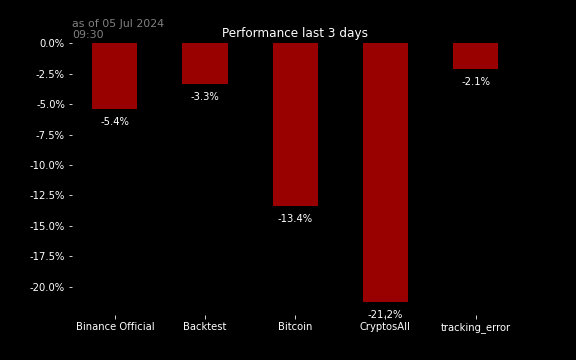 as of 05 Jul 2024
09:30
Performance last 3 days
0.0%
-2.5%
-5.0%
-7.5%
-10.0%
-12.5%
-15.0%
-17.5%
-20.0%
-5.4%
-3.3%
-13.4%
-21.2%
-2.1%
Binance Official
Backtest
Bitcoin
CryptosAll
tracking_error